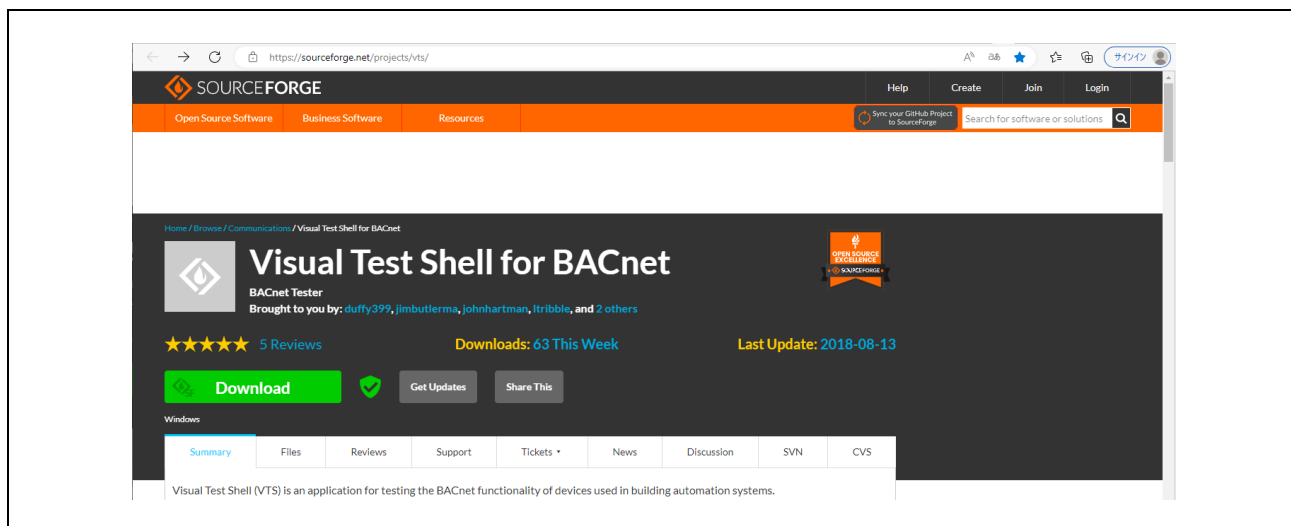 https://sourceforge.net/projects/vts/
サインイン
SOURCEFORGE
Help Create Join Login
Open Source Software Business Software Resources
Sync your GitHub Project
to SourceForge
Search for software or solutions
Home / Browse / Communications / Visual Test Shell for BACnet
Visual Test Shell for BACnet
BACnet Tester
Brought to you by: duffy399, jimbutlerma, johnhartman, ltribble, and 2 others
OPEN SOURCE
EXCELLENCE
SOURCEFORGE
5 Reviews Downloads: 63 This Week Last Update: 2018-08-13
Download Get Updates Share This
Windows
Summary Files Reviews Support Tickets News Discussion SVN CVS
Visual Test Shell (VTS) is an application for testing the BACnet functionality of devices used in building automation systems.